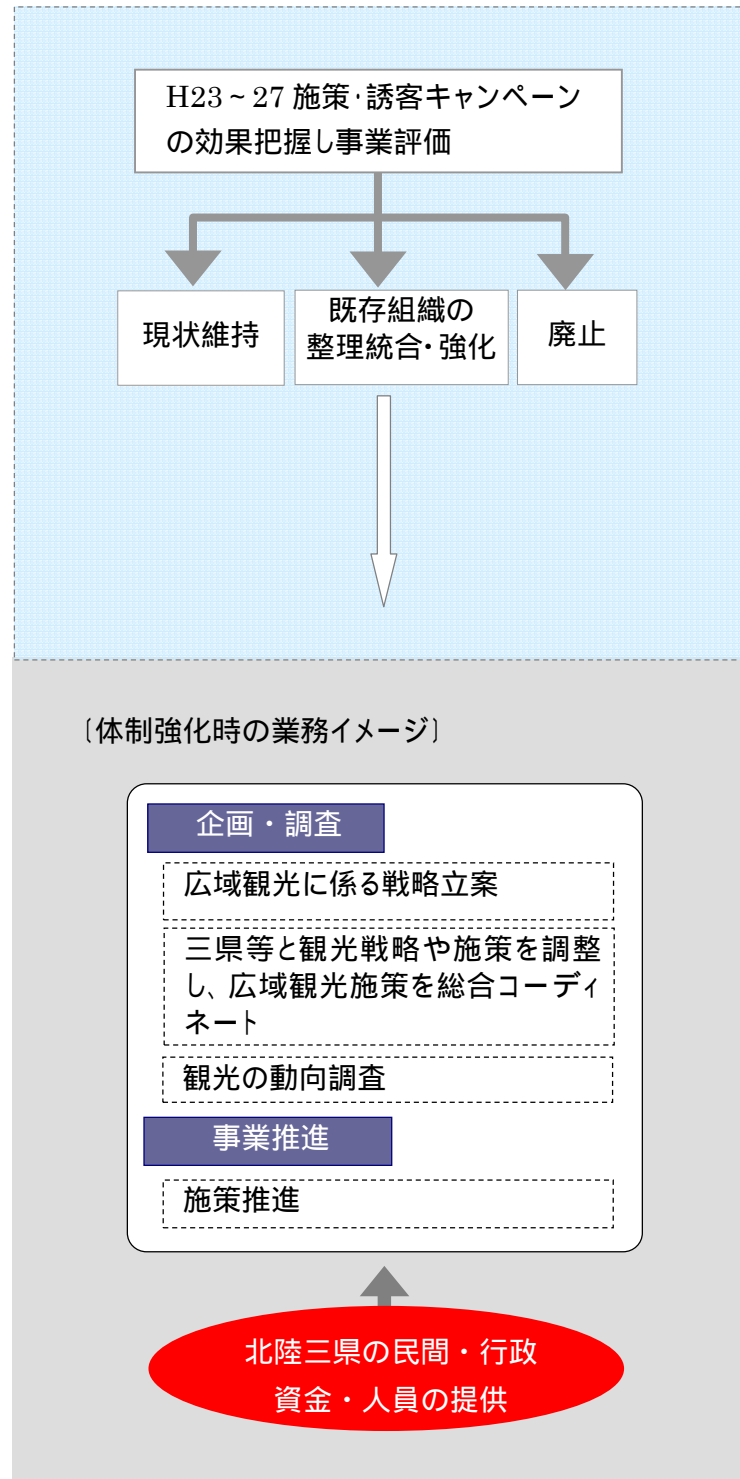 H23~27 施策・誘客キャンペーン
の効果把握し事業評価
現状維持
既存組織の
整理統合・強化
廃止
〔体制強化時の業務イメージ〕
企画・調査
広域観光に係る戦略立案
三県等と観光戦略や施策を調整
し、広域観光施策を総合コーディ
ネート
観光の動向調査
事業推進
施策推進
北陸三県の民間・行政
資金・人員の提供